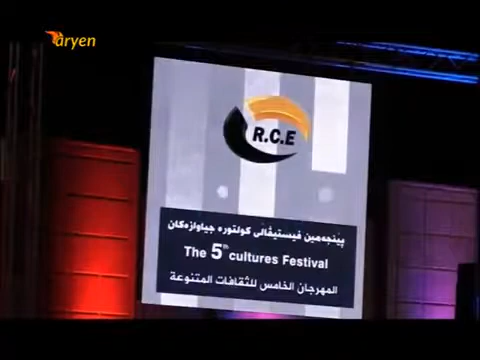 aryen
R.C.E
پێنجەمین فیستیڤاڵی کولتورە جیاوازەکان
The 5th cultures Festival
المهرجان الخامس للثقافات المتنوعة